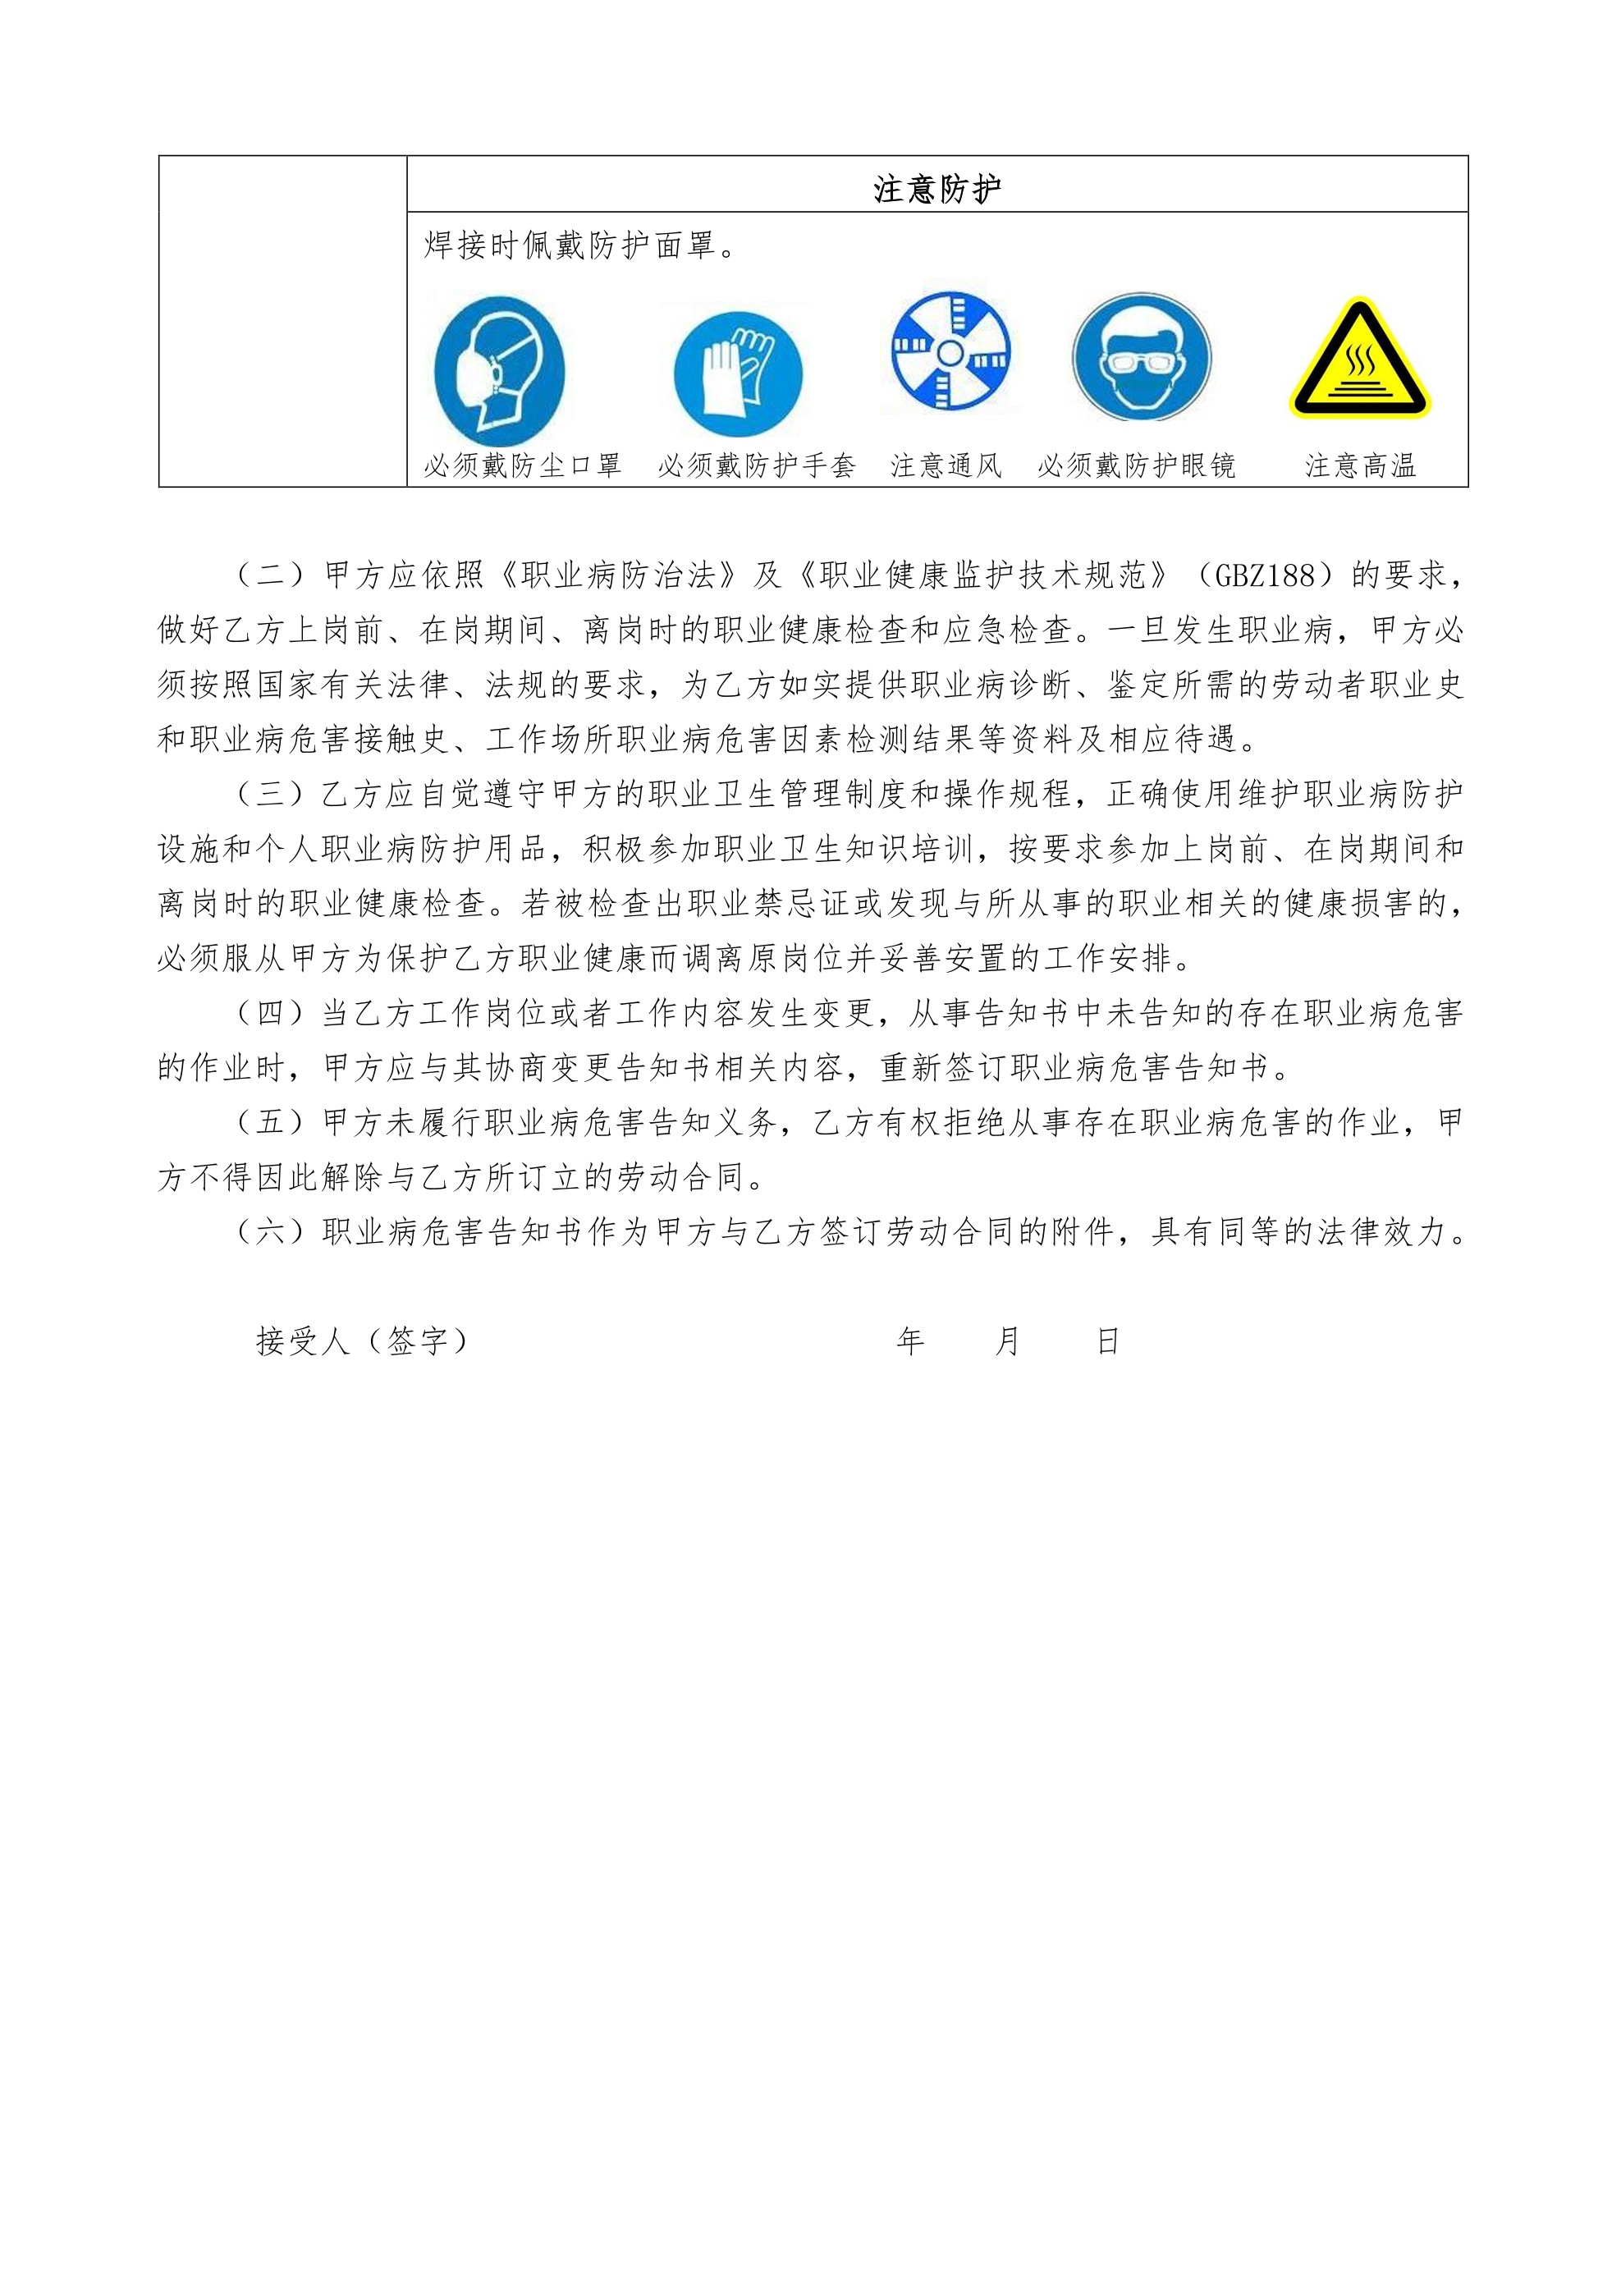 注意防护
焊接时佩戴防护面罩。
必须戴防尘口罩 必须戴防护手套 注意通风 必须戴防护眼镜 注意高温
（二）甲方应依照《职业病防治法》及《职业健康监护技术规范》（GBZ188）的要求，
做好乙方上岗前、在岗期间、离岗时的职业健康检查和应急检查。一旦发生职业病，甲方必
须按照国家有关法律、法规的要求，为乙方如实提供职业病诊断、鉴定所需的劳动者职业史
和职业病危害接触史、工作场所职业病危害因素检测结果等资料及相应待遇。
（三）乙方应自觉遵守甲方的职业卫生管理制度和操作规程，正确使用维护职业病防护
设施和个人职业病防护用品，积极参加职业卫生知识培训，按要求参加上岗前、在岗期间和
离岗时的职业健康检查。若被检查出职业禁忌证或发现与所从事的职业相关的健康损害的，
必须服从甲方为保护乙方职业健康而调离原岗位并妥善安置的工作安排。
（四）当乙方工作岗位或者工作内容发生变更，从事告知书中未告知的存在职业病危害
的作业时，甲方应与其协商变更告知书相关内容，重新签订职业病危害告知书。
（五）甲方未履行职业病危害告知义务，乙方有权拒绝从事存在职业病危害的作业，甲
方不得因此解除与乙方所订立的劳动合同。
（六）职业病危害告知书作为甲方与乙方签订劳动合同的附件，具有同等的法律效力。
接受人（签字） 年 月 日